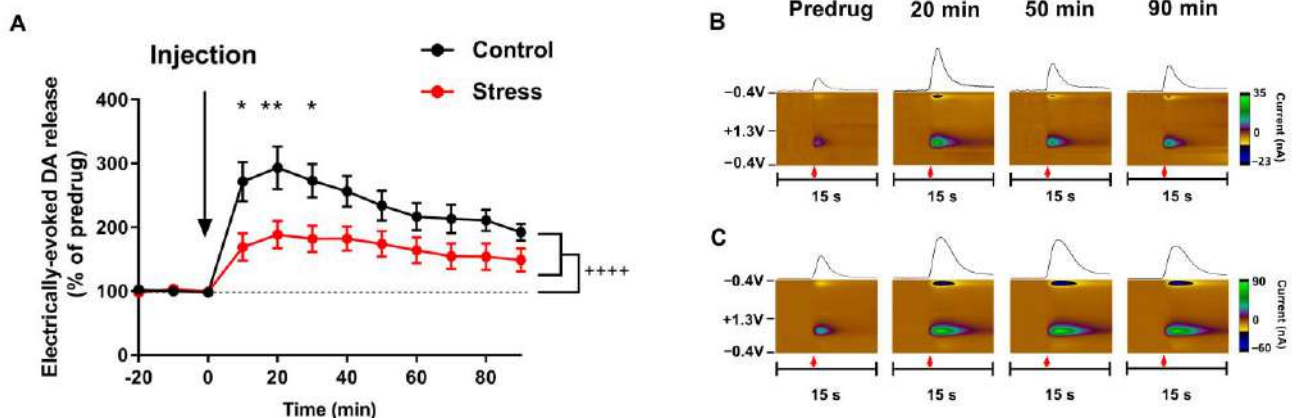 A
Injection
Control
Stress
* ** *
Electrically-evoked DA release
(% of predrug)
400
300
200
100
0
++++
-20 0 20 40 60 80
Time (min)
B
Predrug 20 min 50 min 90 min
−0.4V
+1.3V
−0.4V
35
0
−23
Current (nA)
15 s 15 s 15 s 15 s
C
−0.4V
+1.3V
−0.4V
90
0
−60
Current (nA)
15 s 15 s 15 s 15 s